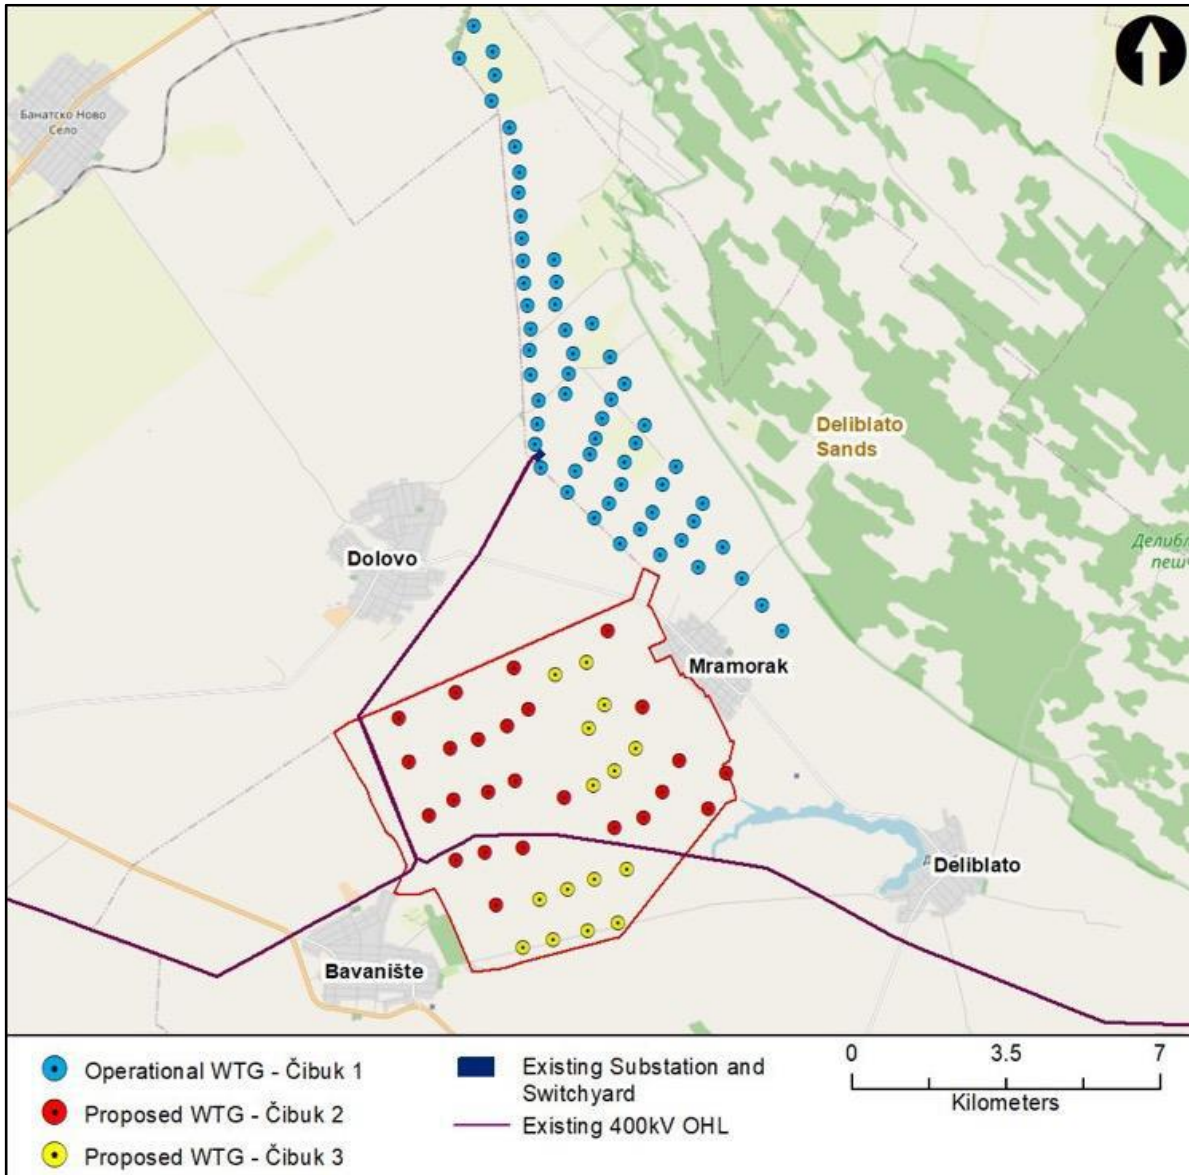 Банатско Ново
Село
Deliblato
Sands
Dolovo
Mramorak
Deliblato
Bavanište
Operational WTG - Čibuk 1
Proposed WTG - Čibuk 2
Proposed WTG - Čibuk 3
Existing Substation and
Switchyard
Existing 400kV OHL
0 3.5 7
Kilometers